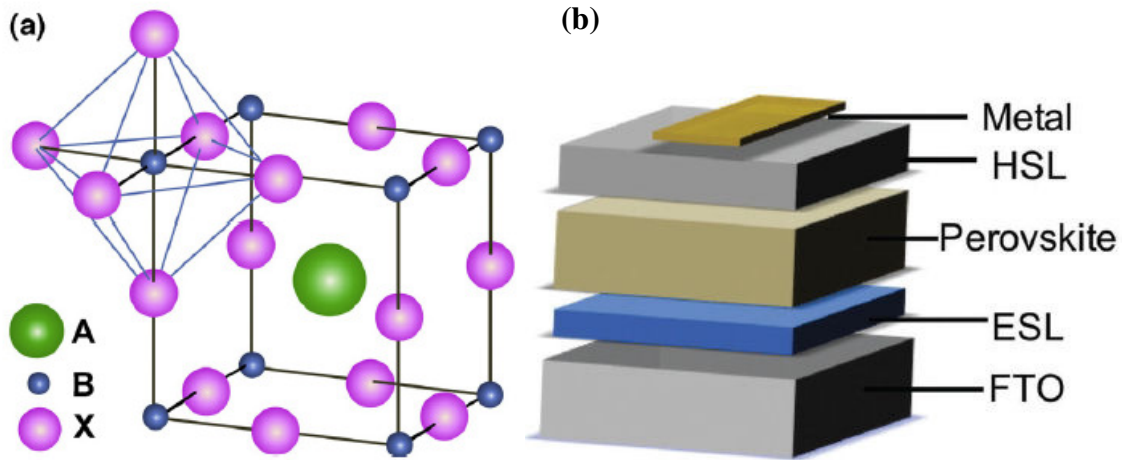 (a)
A
B
X
(b)
Metal
HSL
Perovskite
ESL
FTO